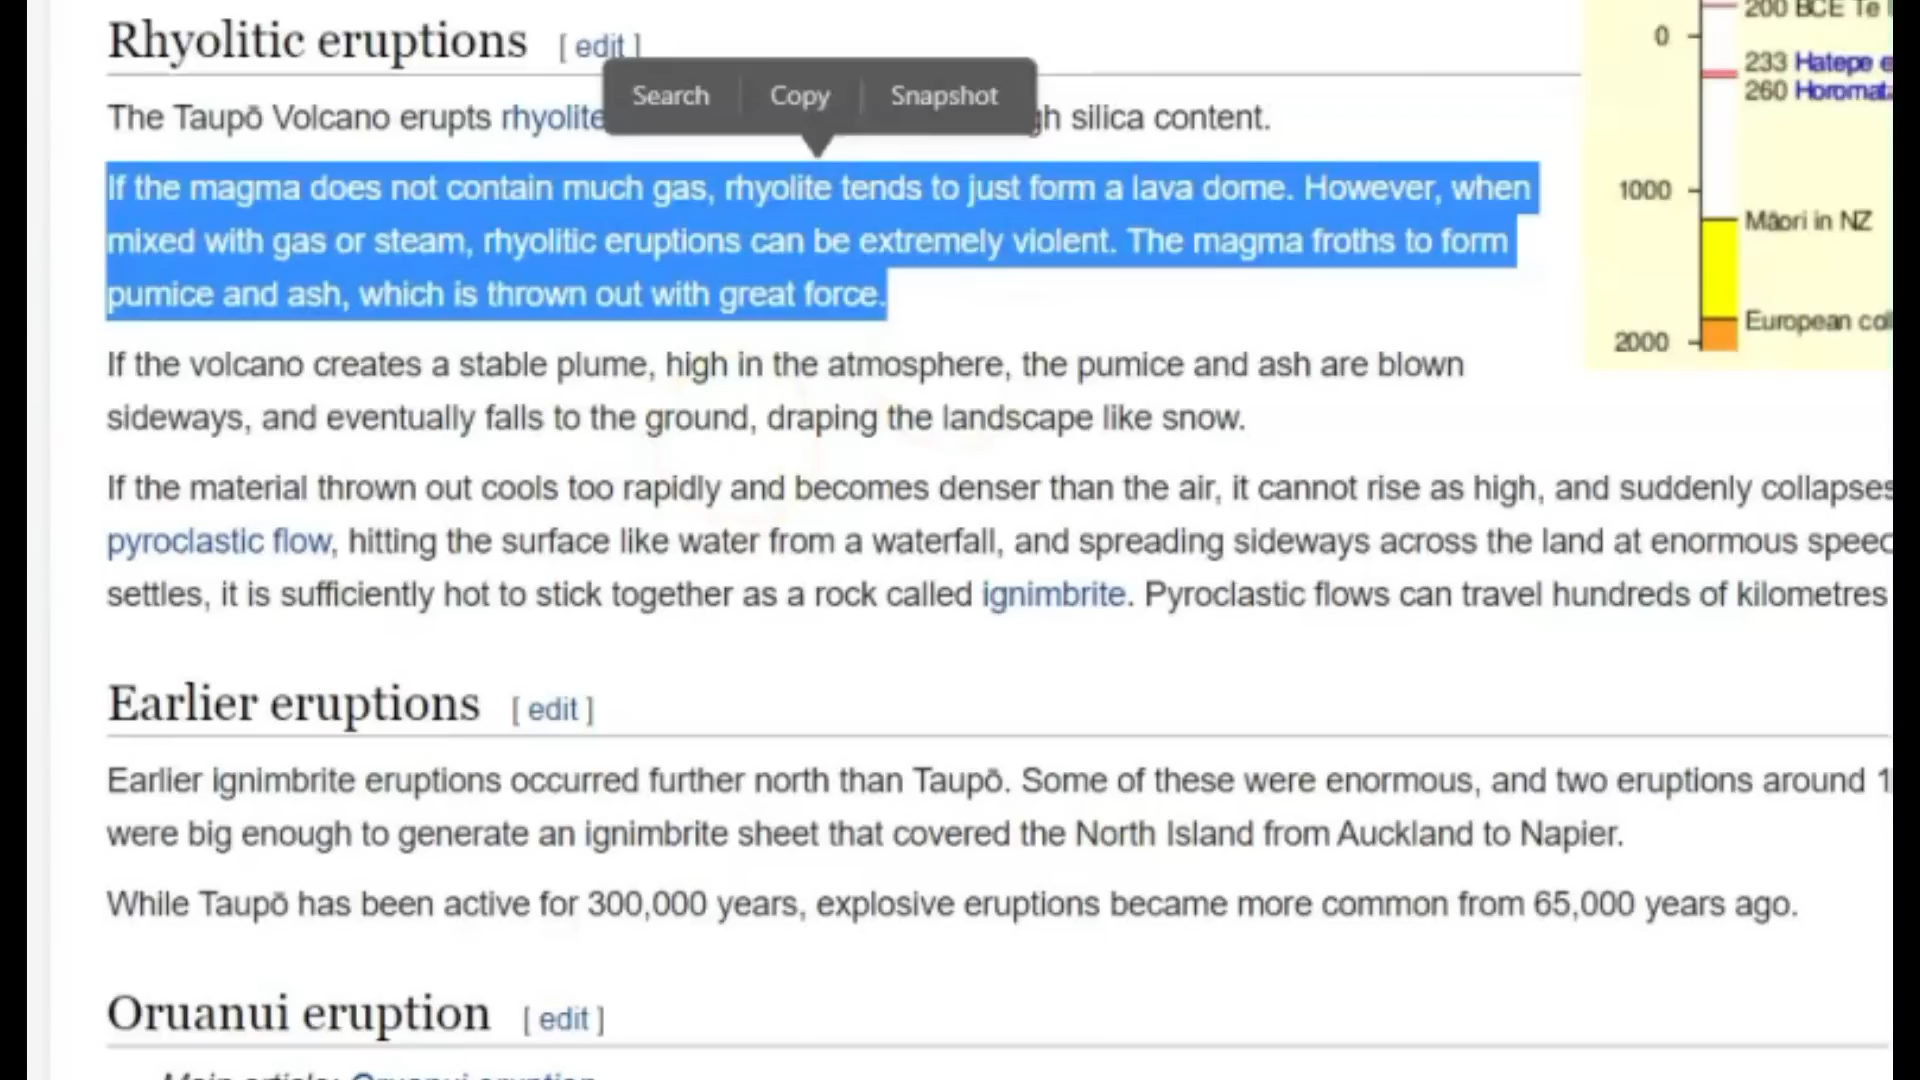 Rhyolitic eruptions [ edit ]
200 BCE Te
0
233 Hatepe e
260 Horomat
Search Copy Snapshot
The Taupō Volcano erupts rhyolite gh silica content.
If the magma does not contain much gas, rhyolite tends to just form a lava dome. However, when
mixed with gas or steam, rhyolitic eruptions can be extremely violent. The magma froths to form
pumice and ash, which is thrown out with great force.
1000
Māori in NZ
European col
2000
If the volcano creates a stable plume, high in the atmosphere, the pumice and ash are blown
sideways, and eventually falls to the ground, draping the landscape like snow.
If the material thrown out cools too rapidly and becomes denser than the air, it cannot rise as high, and suddenly collapses
pyroclastic flow, hitting the surface like water from a waterfall, and spreading sideways across the land at enormous speed
settles, it is sufficiently hot to stick together as a rock called ignimbrite. Pyroclastic flows can travel hundreds of kilometres
Earlier eruptions [ edit ]
Earlier ignimbrite eruptions occurred further north than Taupō. Some of these were enormous, and two eruptions around 1
were big enough to generate an ignimbrite sheet that covered the North Island from Auckland to Napier.
While Taupō has been active for 300,000 years, explosive eruptions became more common from 65,000 years ago.
Oruanui eruption [ edit ]
Main article: Oruanui eruption